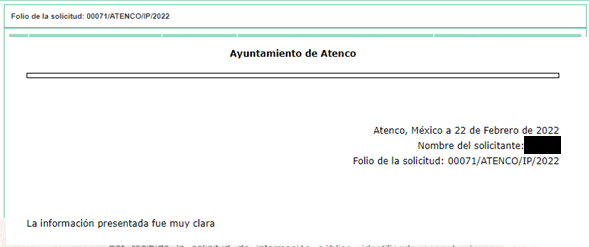 Folio de la solicitud: 00071/ATENCO/IP/2022
Ayuntamiento de Atenco
Atenco, México a 22 de Febrero de 2022
Nombre del solicitante:
Folio de la solicitud: 00071/ATENCO/IP/2022
La información presentada fue muy clara